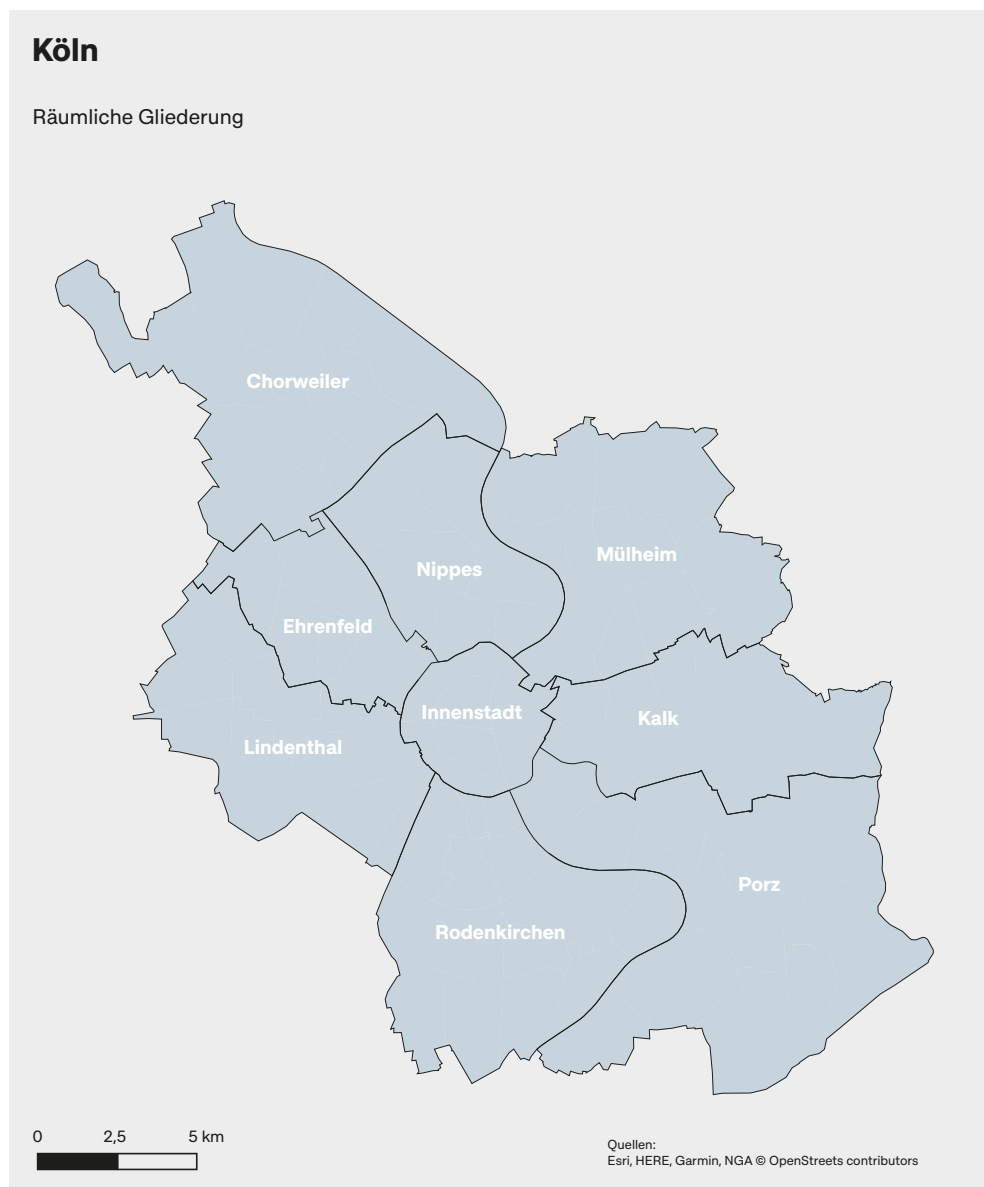 Köln
Räumliche Gliederung
Chorweiler
Mülheim
Nippes
Ehrenfeld
Innenstadt
Kalk
Lindenthal
Porz
Rodenkirchen
0 2,5 5 km
Quellen:
Esri, HERE, Garmin, NGA © OpenStreets contributors